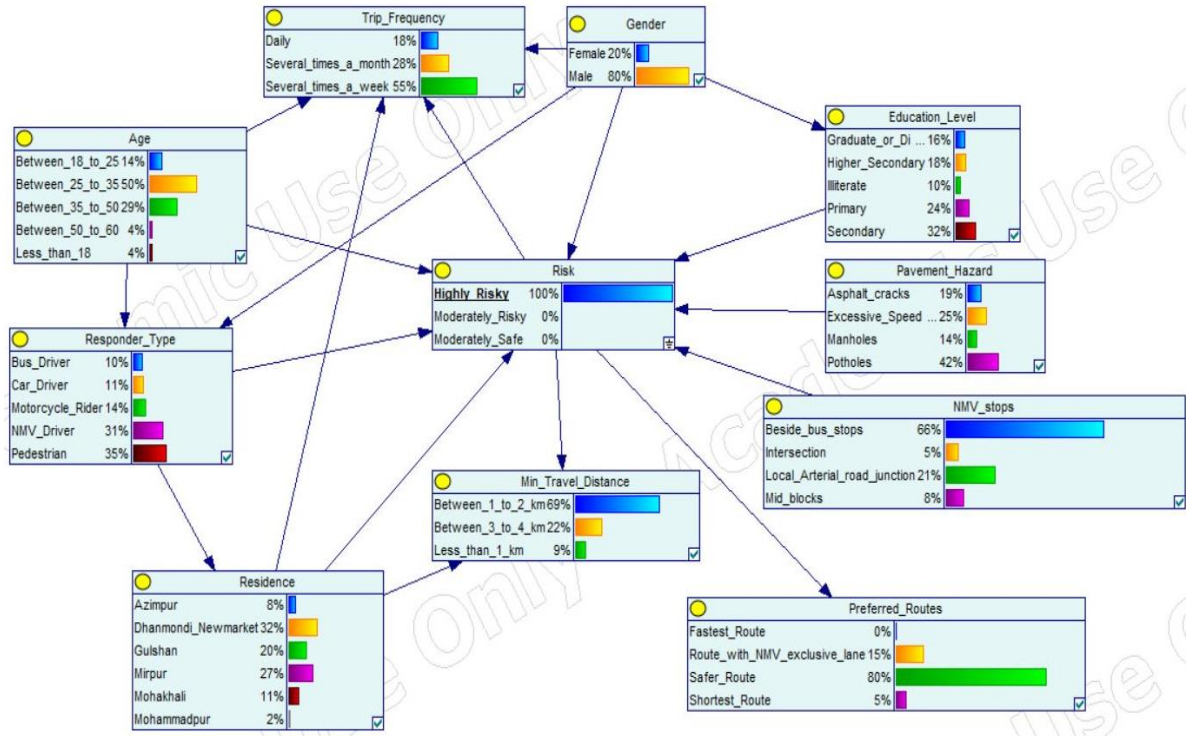 Trip_Frequency
Daily 18%
Several_times_a_month 28%
Several_times_a_week 55%
Gender
Female 20%
Male 80%
Education_Level
Graduate_or_Di ... 16%
Higher_Secondary 18%
Illiterate 10%
Primary 24%
Secondary 32%
Age
Between_18_to_25 14%
Between_25_to_35 50%
Between_35_to_50 29%
Between_50_to_60 4%
Less_than_18 4%
Risk
Highly_Risky 100%
Moderately_Risky 0%
Moderately_Safe 0%
Pavement_Hazard
Asphalt_cracks 19%
Excessive_Speed ... 25%
Manholes 14%
Potholes 42%
Responder_Type
Bus_Driver 10%
Car_Driver 11%
Motorcycle_Rider 14%
NMV_Driver 31%
Pedestrian 35%
NMV_stops
Beside_bus_stops 66%
Intersection 5%
Local_Arterial_road_junction 21%
Mid_blocks 8%
Min_Travel_Distance
Between_1_to_2_km 69%
Between_3_to_4_km 22%
Less_than_1_km 9%
Residence
Azimpur 8%
Dhanmondi_Newmarket 32%
Gulshan 20%
Mirpur 27%
Mohakhali 11%
Mohammadpur 2%
Preferred_Routes
Fastest_Route 0%
Route_with_NMV_exclusive_lane 15%
Safer_Route 80%
Shortest_Route 5%